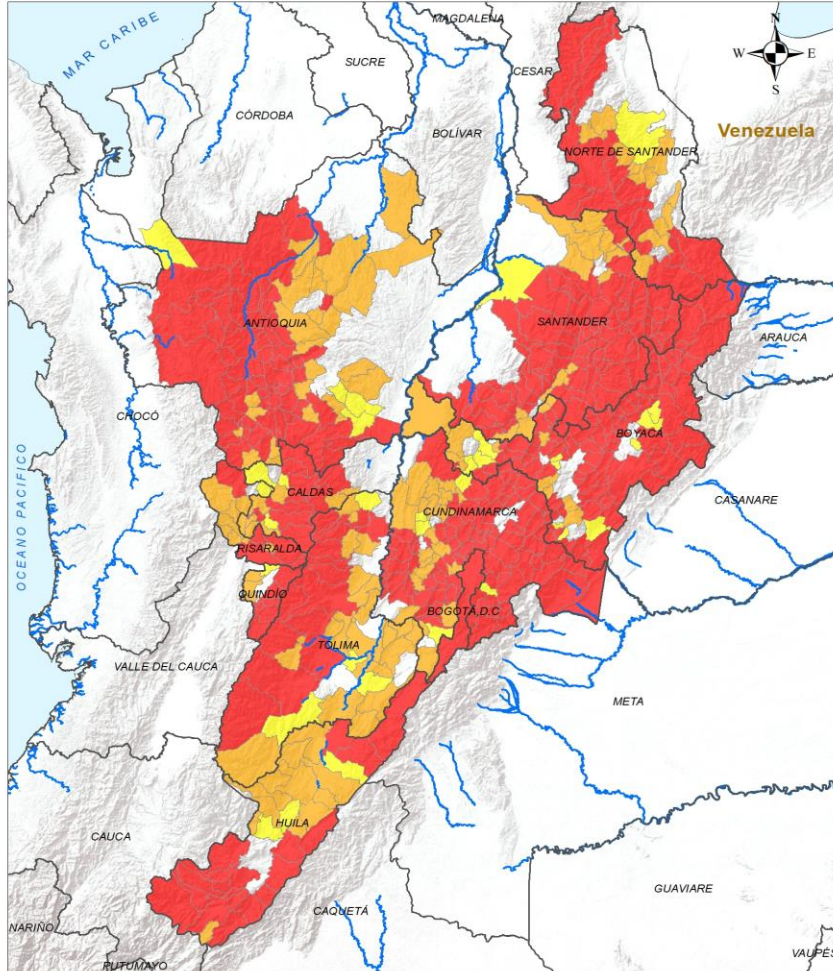 MAGDALENA
N
MAR CARIBE
SUCRE
CESAR
W
E
S
CÓRDOBA
BOLÍVAR
Venezuela
NORTE DE SANTANDER
ANTIOQUIA
SANTANDER
ARAUCA
CHOCÓ
BOYACÁ
OCEANO PACIFICO
CALDAS
CUNDINAMARCA
CASANARE
RISARALDA
QUINDÍO
BOGOTÁ,D.C
TOLIMA
VALLE DEL CAUCA
META
HUILA
CAUCA
GUAVIARE
CAQUETÁ
NARIÑO
PUTUMAYO
VAUPÉS